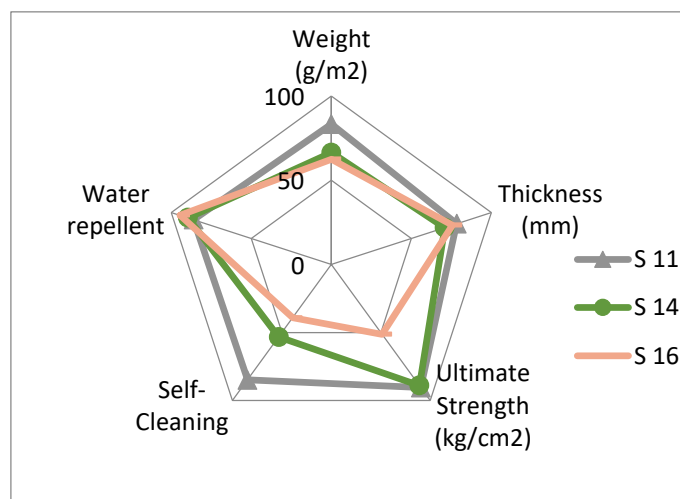 Weight
(g/m2)
100
50
0
Thickness
(mm)
Ultimate
Strength
(kg/cm2)
Self-
Cleaning
Water
repellent
S 11
S 14
S 16